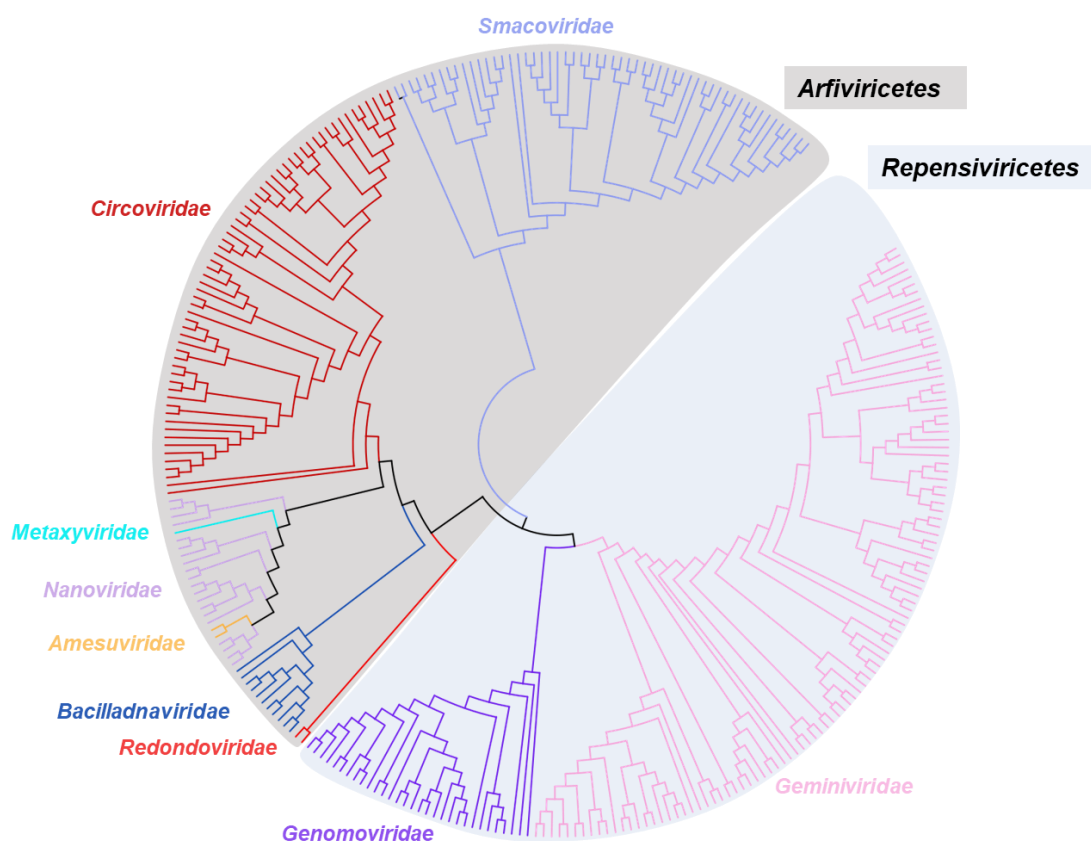 Smacoviridae
Arfiviricetes
Repensiviricetes
Circoviridae
Metaxyviridae
Nanoviridae
Amesuviridae
Bacilladnaviridae
Redondoviridae
Geminiviridae
Genomoviridae